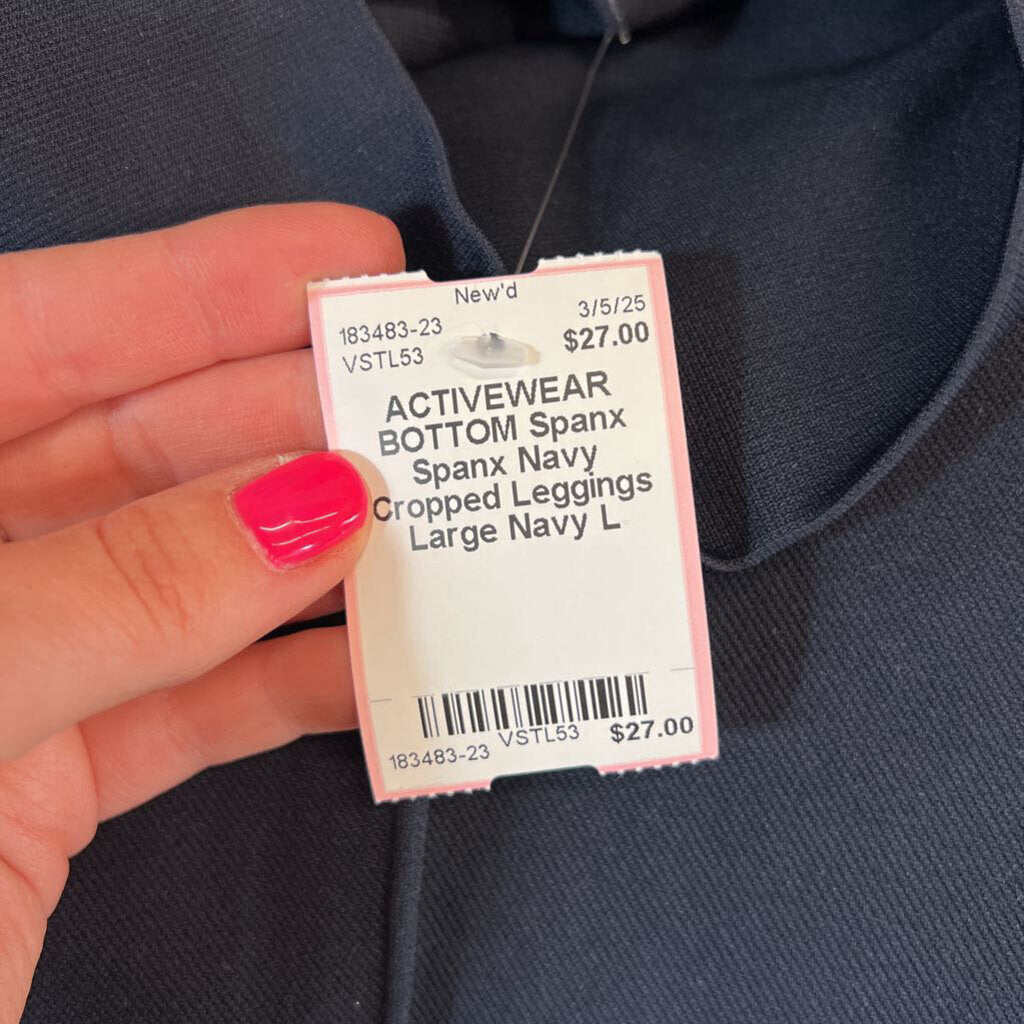 New'd
183483-23 3/5/25
VSTL53 $27.00
ACTIVEWEAR
BOTTOM Spanx
Spanx Navy
Cropped Leggings
Large Navy L
183483-23 VSTL53 $27.00